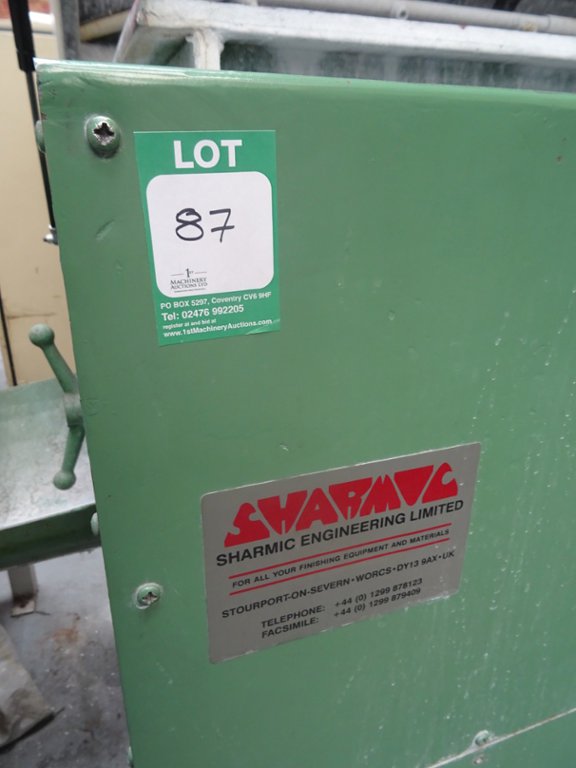 LOT
87
1ST
MACHINERY
AUCTIONS LTD
PO BOX 5297, Coventry CV6 9HF
Tel: 02476 992205
register at and bid at
www.1stMachineryAuctions.com
SHARMIC
SHARMIC ENGINEERING LIMITED
FOR ALL YOUR FINISHING EQUIPMENT AND MATERIALS
STOURPORT-ON-SEVERN•WORCS•DY13 9AX•UK
TELEPHONE: +44 (0) 1299 878123
FACSIMILE: +44 (0) 1299 879409